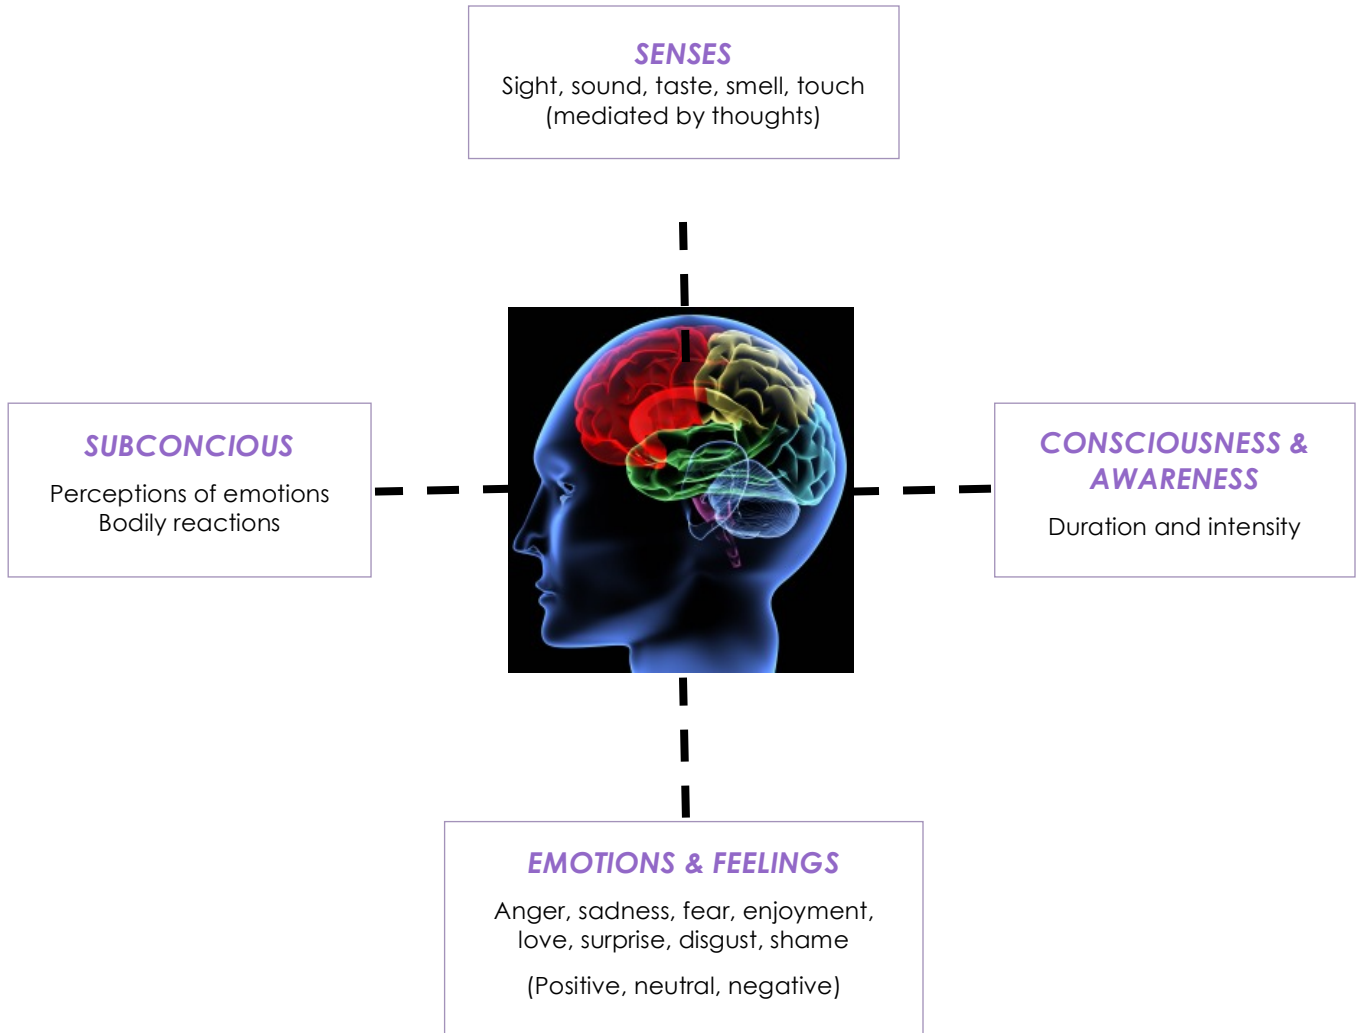 SENSES
Sight, sound, taste, smell, touch
(mediated by thoughts)
SUBCONCIOUS
Perceptions of emotions
Bodily reactions
CONSCIOUSNESS &
AWARENESS
Duration and intensity
EMOTIONS & FEELINGS
Anger, sadness, fear, enjoyment,
love, surprise, disgust, shame
(Positive, neutral, negative)